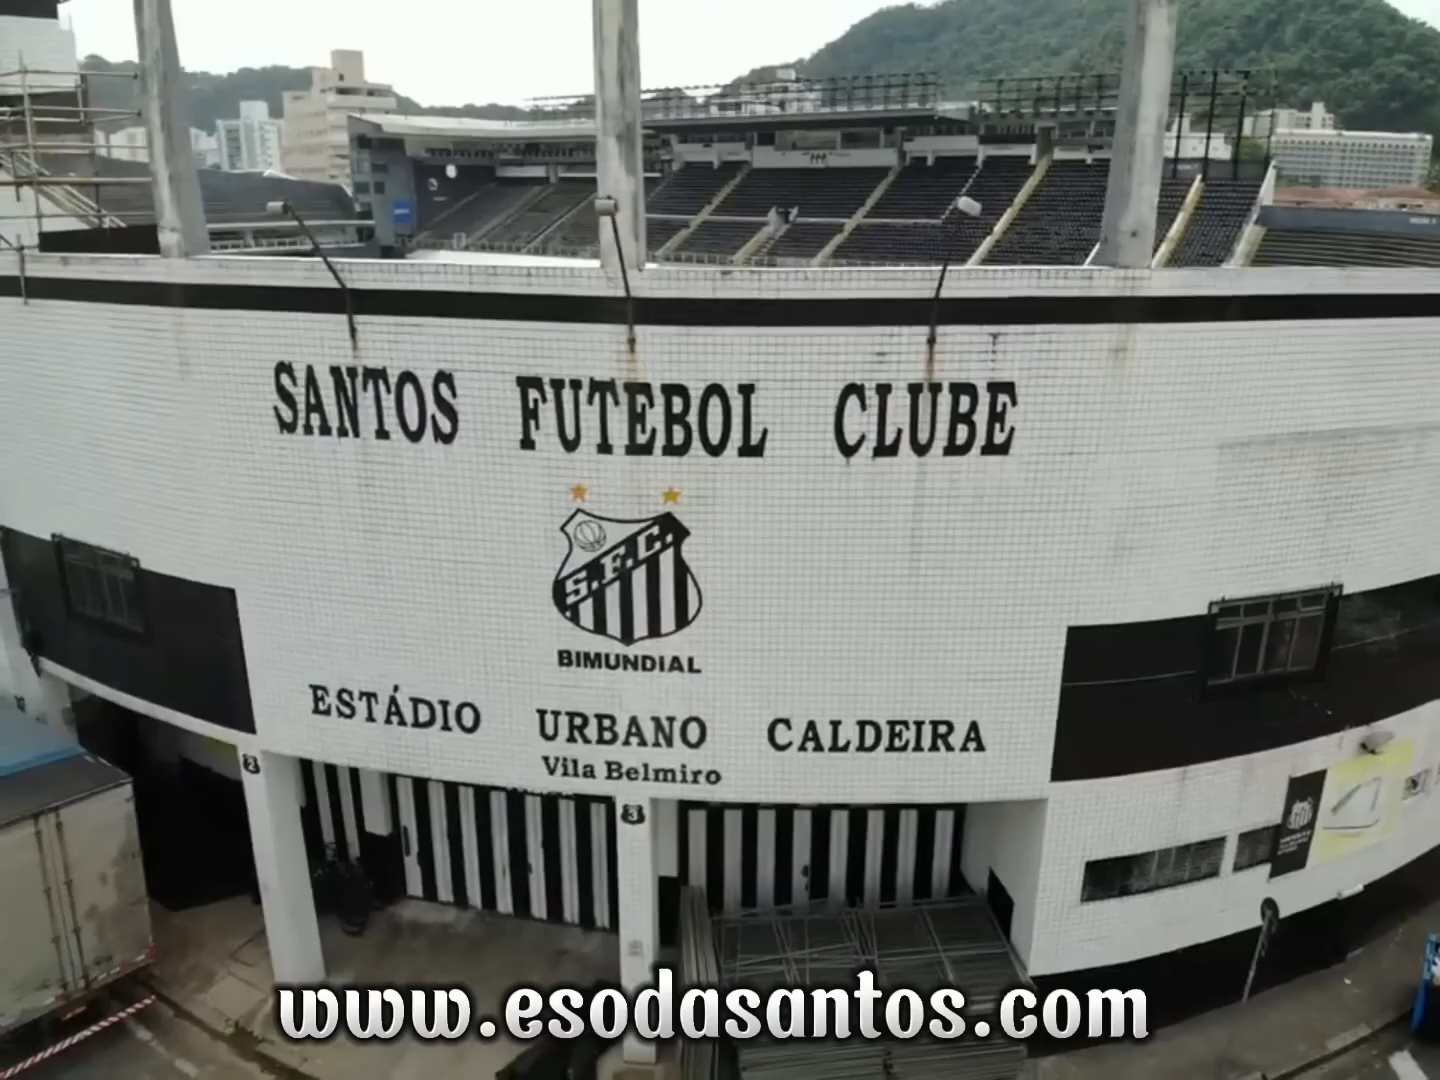 SANTOS FUTEBOL CLUBE
S.F.C.
BIMUNDIAL
ESTÁDIO URBANO CALDEIRA
Vila Belmiro
2
3
www.esodasantos.com